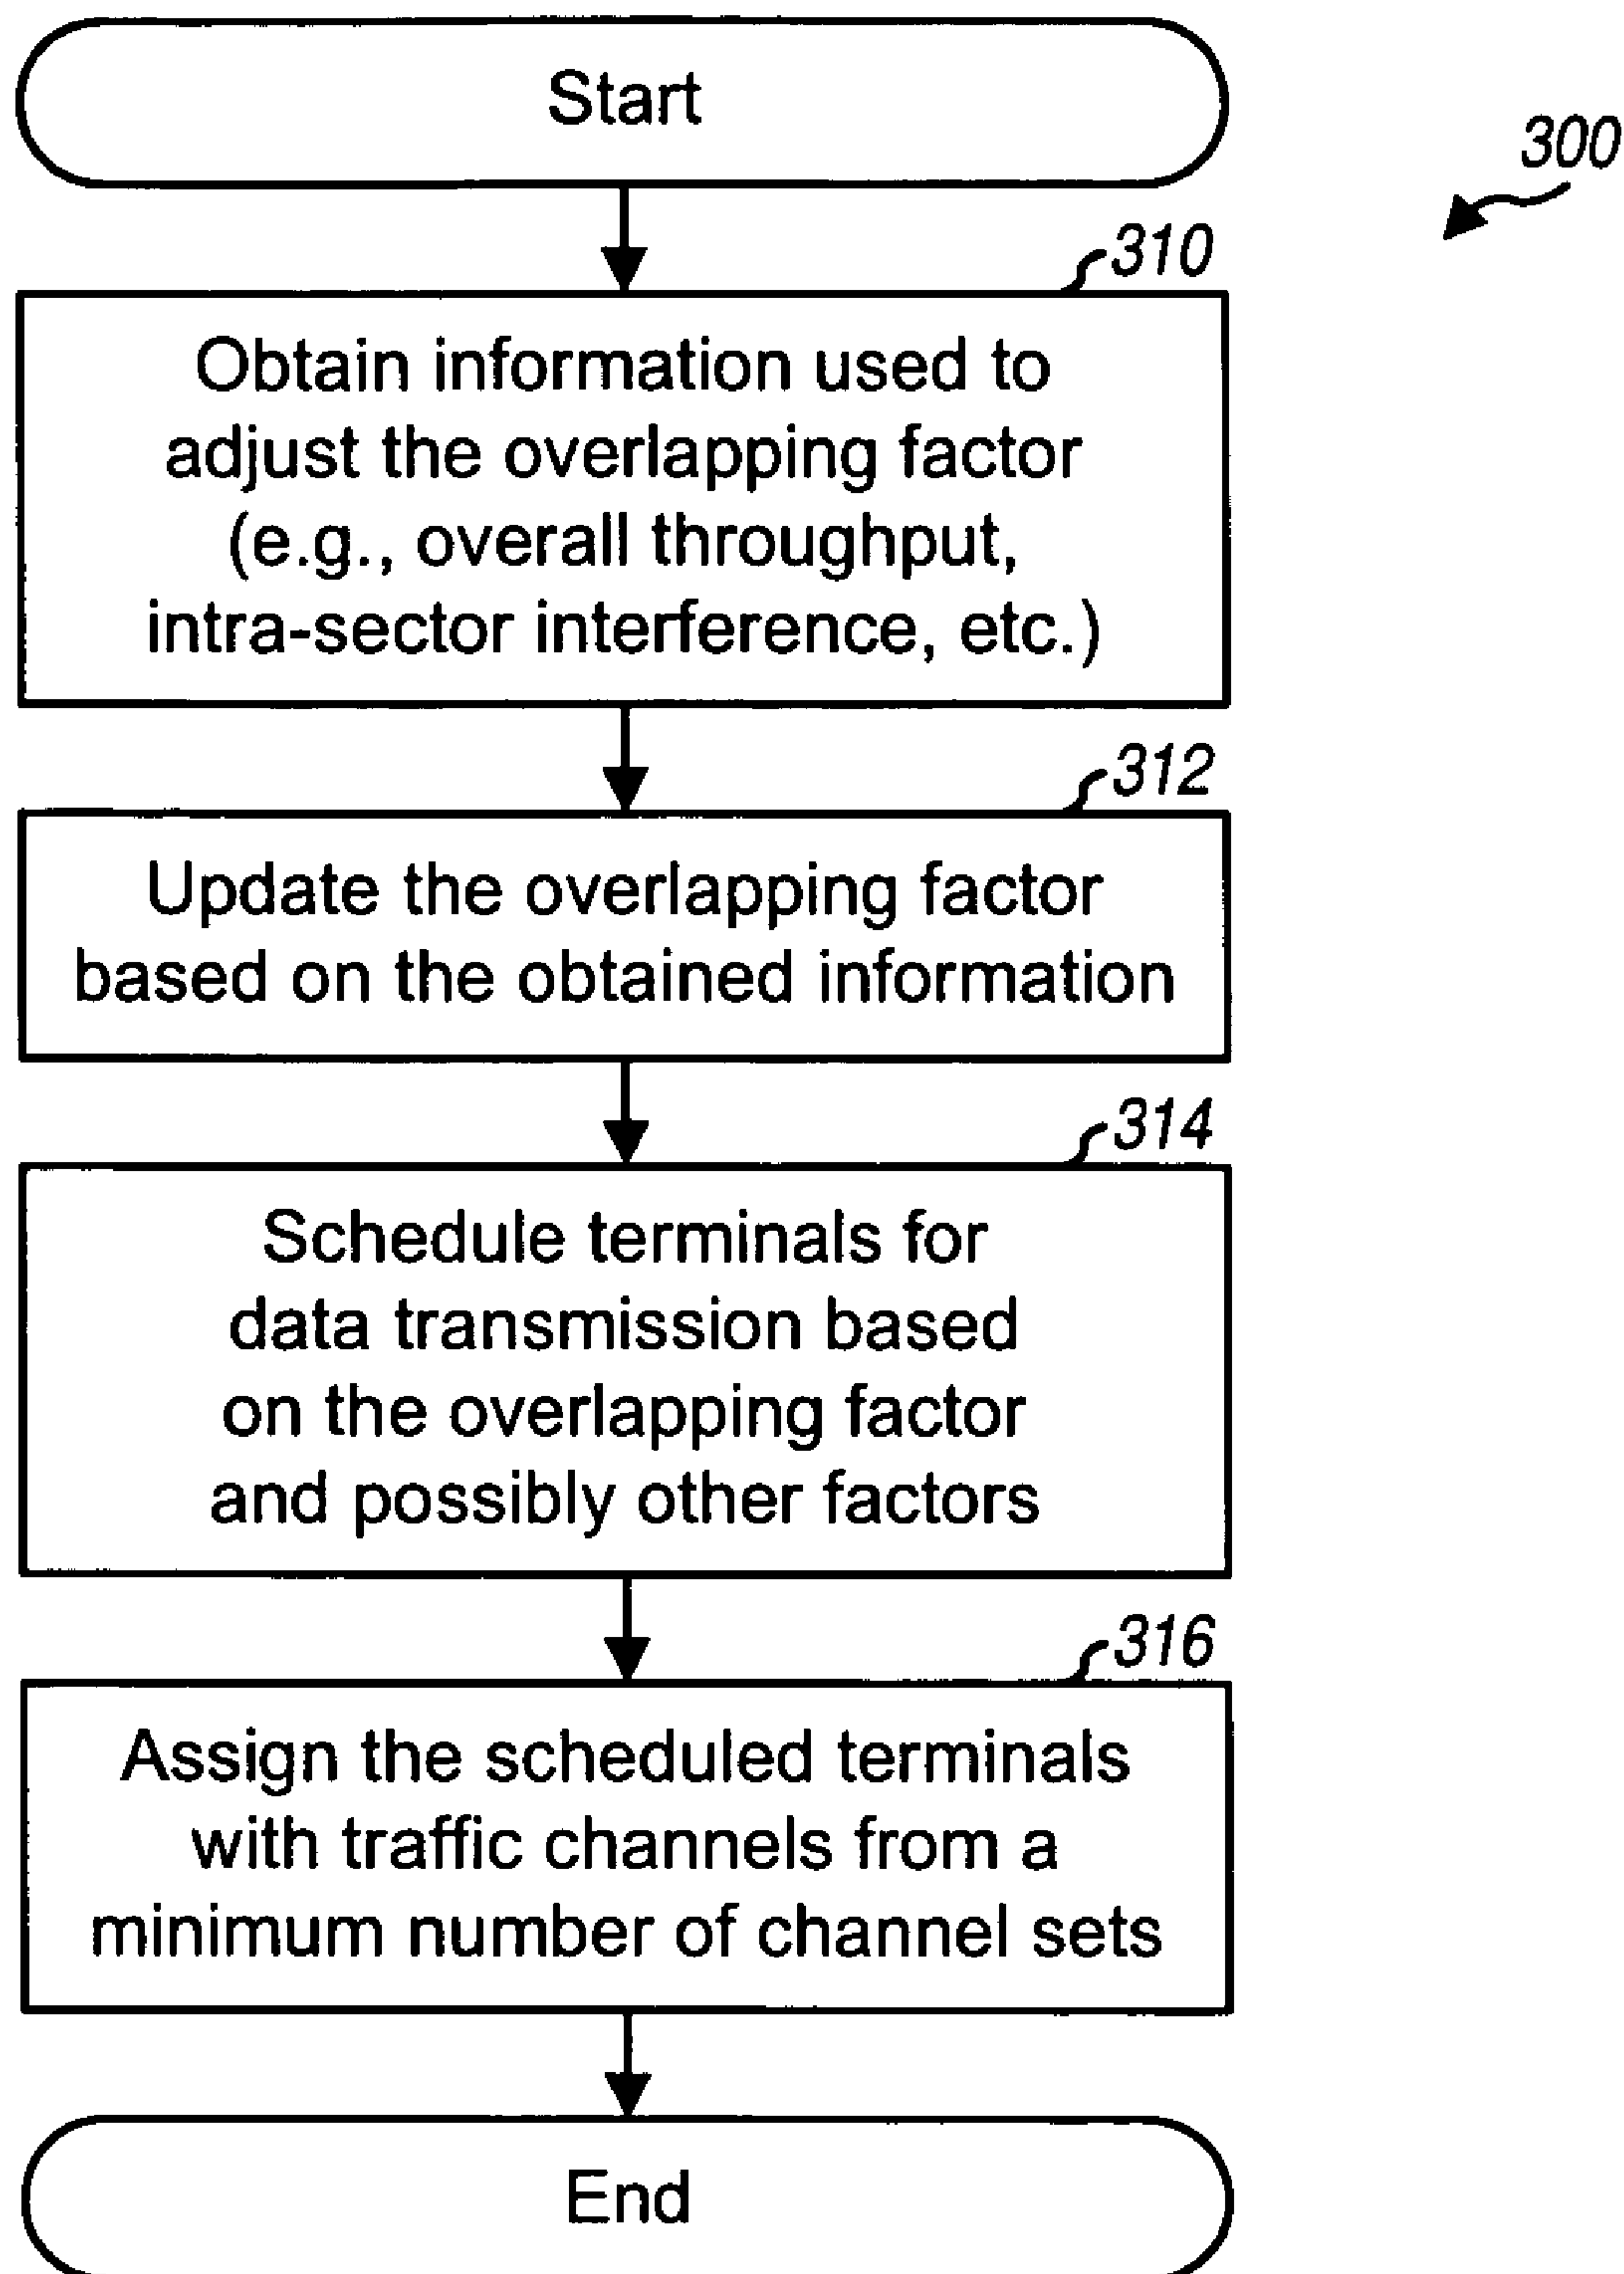 Start
300
310
Obtain information used to
adjust the overlapping factor
(e.g., overall throughput,
intra-sector interference, etc.)
312
Update the overlapping factor
based on the obtained information
314
Schedule terminals for
data transmission based
on the overlapping factor
and possibly other factors
316
Assign the scheduled terminals
with traffic channels from a
minimum number of channel sets
End